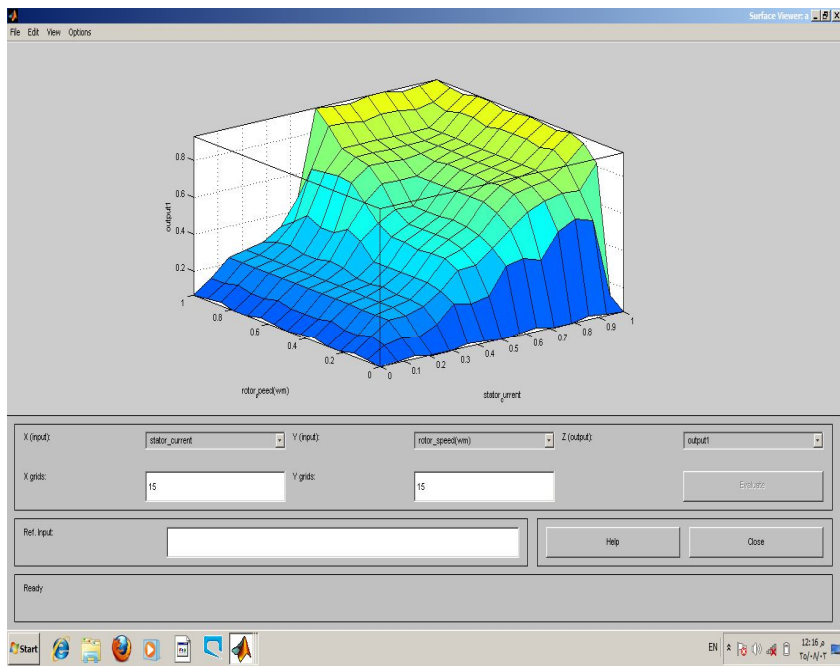 Surface Viewer: a
File Edit View Options
0.8
0.6
0.4
0.2
output1
1
0.8
0.6
0.4
0.2
0
rotor_speed(wm)
0
0.1
0.2
0.3
0.4
0.5
0.6
0.7
0.8
0.9
1
stator_current
X (input):
stator_current
Y (input):
rotor_speed(wm)
Z (output):
output1
X grids:
15
Y grids:
15
Evaluate
Ref. Input:
Help
Close
Ready
Start
EN
12:16 م